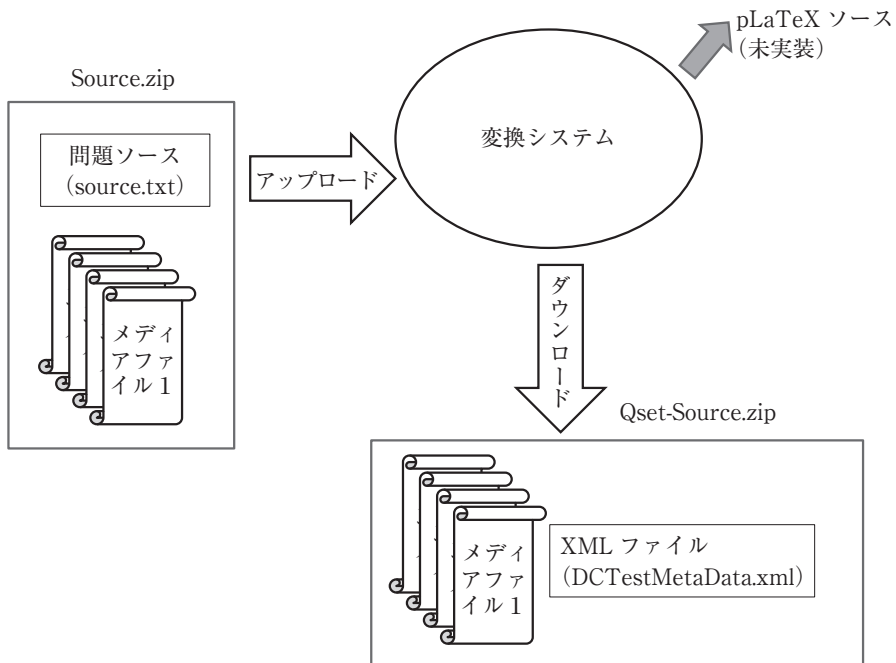 pLaTeX ソース
（未実装）
Source.zip
問題ソース
（source.txt）
変換システム
アップロード
メディ
アファ
イル１
ダウンロード
Qset-Source.zip
メディ
アファ
イル１
XML ファイル
（DCTestMetaData.xml）